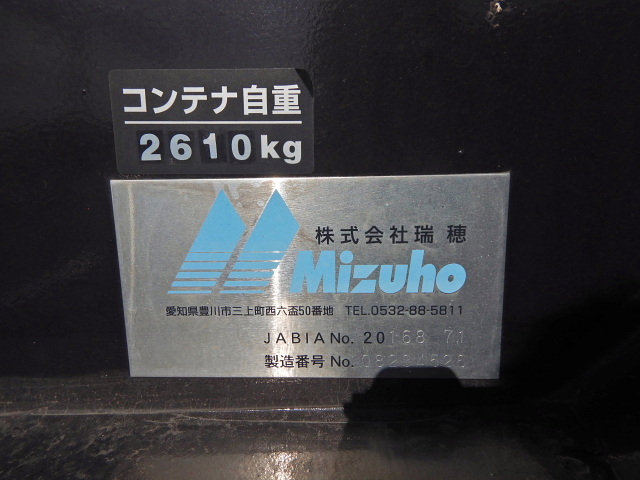 コンテナ自重
2610kg
株式会社瑞穂
Mizuho
愛知県豊川市三上町西六盃50番地 TEL.0532-88-5811
JABIA No. 20168 71
製造番号 No.